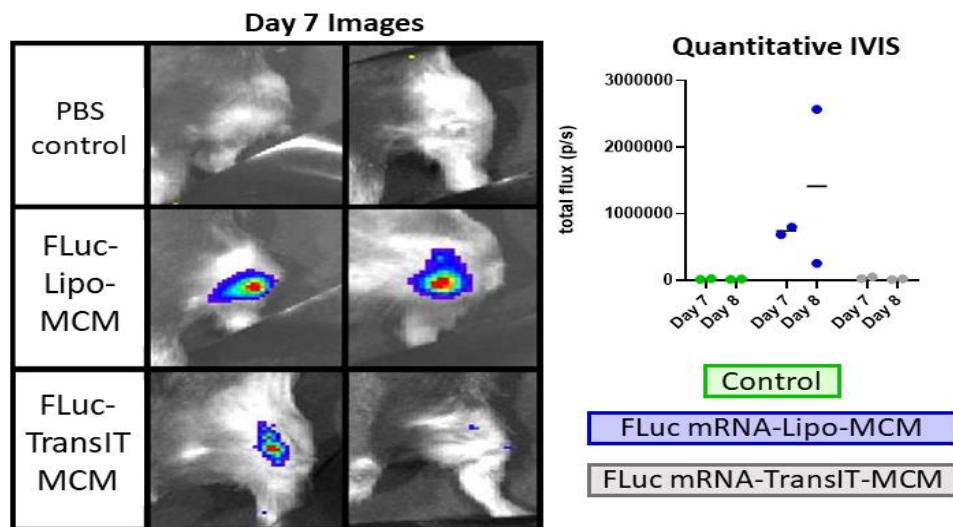 Day 7 Images
PBS
control
FLuc-
Lipo-
MCM
FLuc-
TransIT
MCM
Quantitative IVIS
total flux (p/s)
3000000
2000000
1000000
0
Day 7
Day 8
Day 7
Day 8
Day 7
Day 8
Control
FLuc mRNA-Lipo-MCM
FLuc mRNA-TransIT-MCM